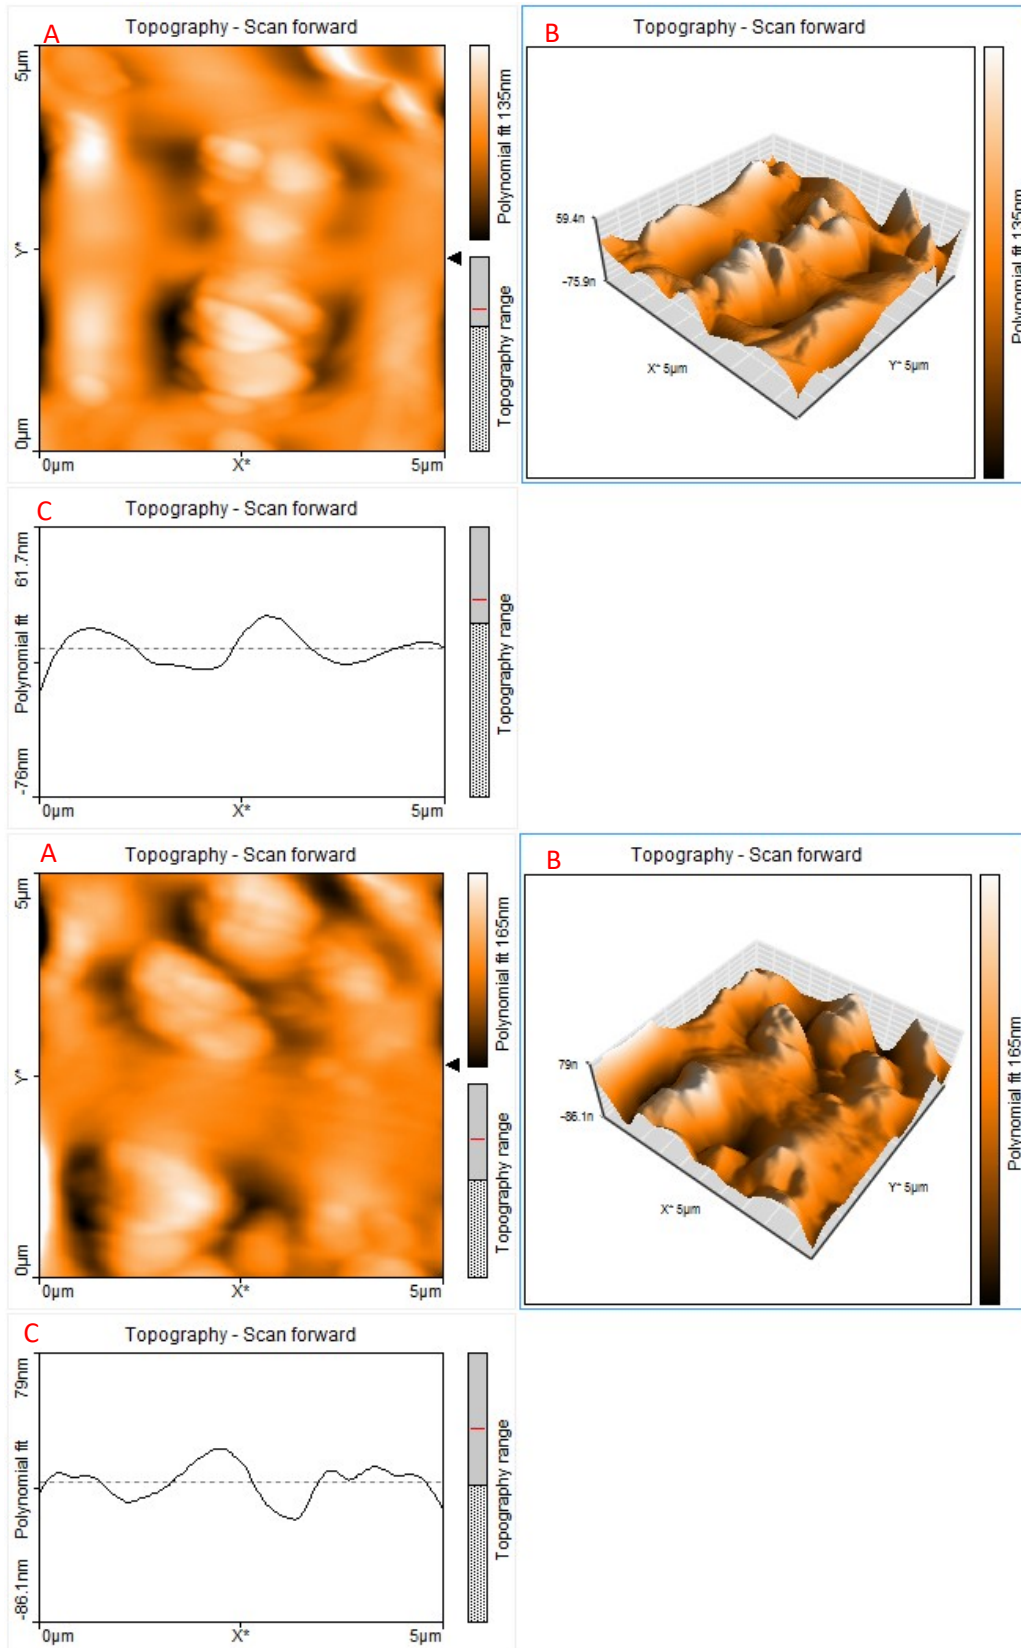 A
Topography - Scan forward
5µm
Y*
0µm
0µm
X*
5µm
Polynomial fit 135nm
Topography range
B
Topography - Scan forward
59.4n
-75.9n
X* 5µm
Y* 5µm
Polynomial fit 135nm
C
Topography - Scan forward
61.7nm
Polynomial fit
-76nm
0µm
X*
5µm
Topography range
A
Topography - Scan forward
5µm
Y*
0µm
0µm
X*
5µm
Polynomial fit 165nm
Topography range
B
Topography - Scan forward
79n
-86.1n
X* 5µm
Y* 5µm
Polynomial fit 165nm
C
Topography - Scan forward
79nm
Polynomial fit
-86.1nm
0µm
X*
5µm
Topography range